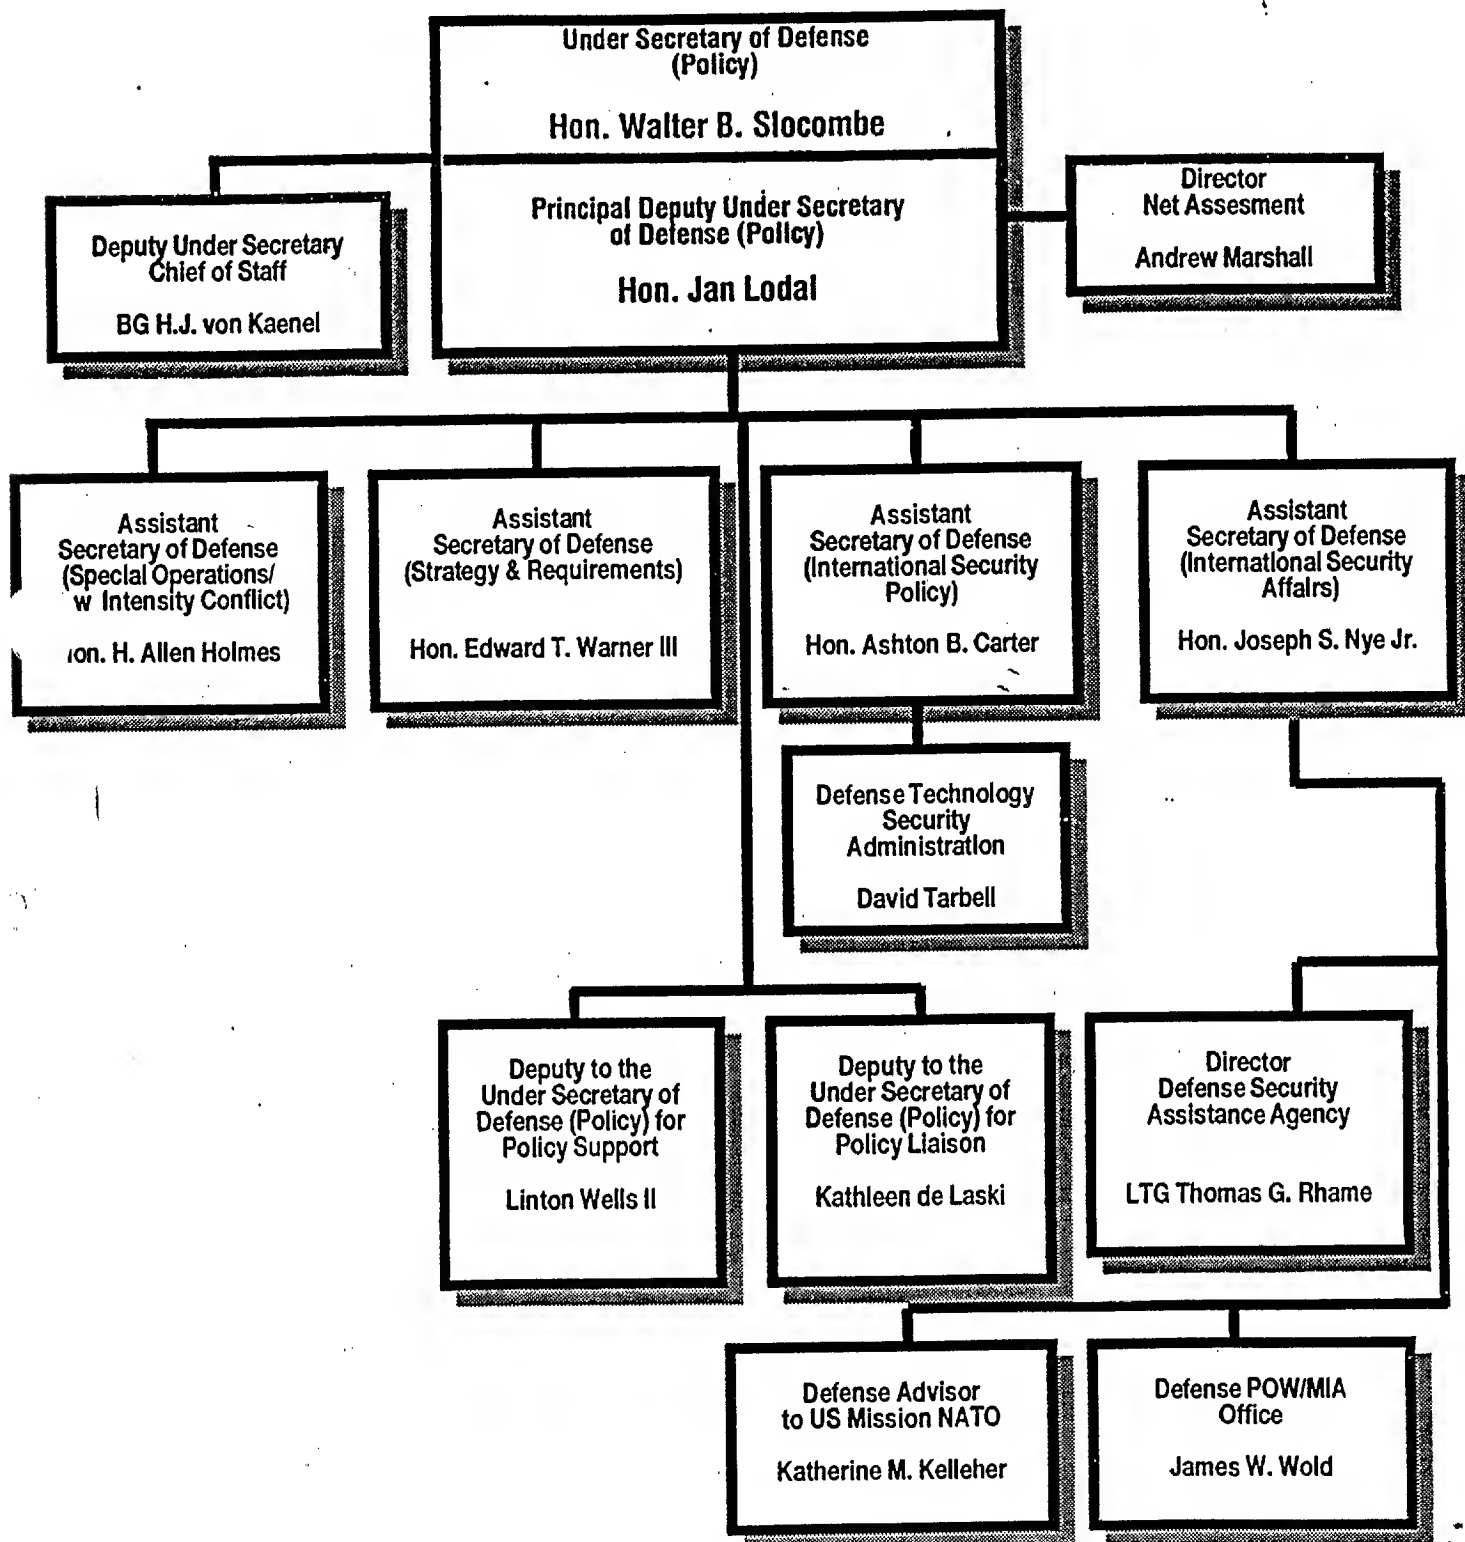 Under Secretary of Defense
(Policy)
Hon. Walter B. Slocombe
Principal Deputy Under Secretary
of Defense (Policy)
Hon. Jan Lodal
Deputy Under Secretary
Chief of Staff
BG H.J. von Kaenel
Director
Net Assesment
Andrew Marshall
Assistant
Secretary of Defense
(Special Operations/
w Intensity Conflict)
on. H. Allen Holmes
Assistant
Secretary of Defense
(Strategy & Requirements)
Hon. Edward T. Warner III
Assistant
Secretary of Defense
(International Security
Policy)
Hon. Ashton B. Carter
Assistant
Secretary of Defense
(International Security
Affairs)
Hon. Joseph S. Nye Jr.
Defense Technology
Security
Administration
David Tarbell
Deputy to the
Under Secretary of
Defense (Policy) for
Policy Support
Linton Wells II
Deputy to the
Under Secretary of
Defense (Policy) for
Policy Liaison
Kathleen de Laski
Director
Defense Security
Assistance Agency
LTG Thomas G. Rhame
Defense Advisor
to US Mission NATO
Katherine M. Kelleher
Defense POW/MIA
Office
James W. Wold